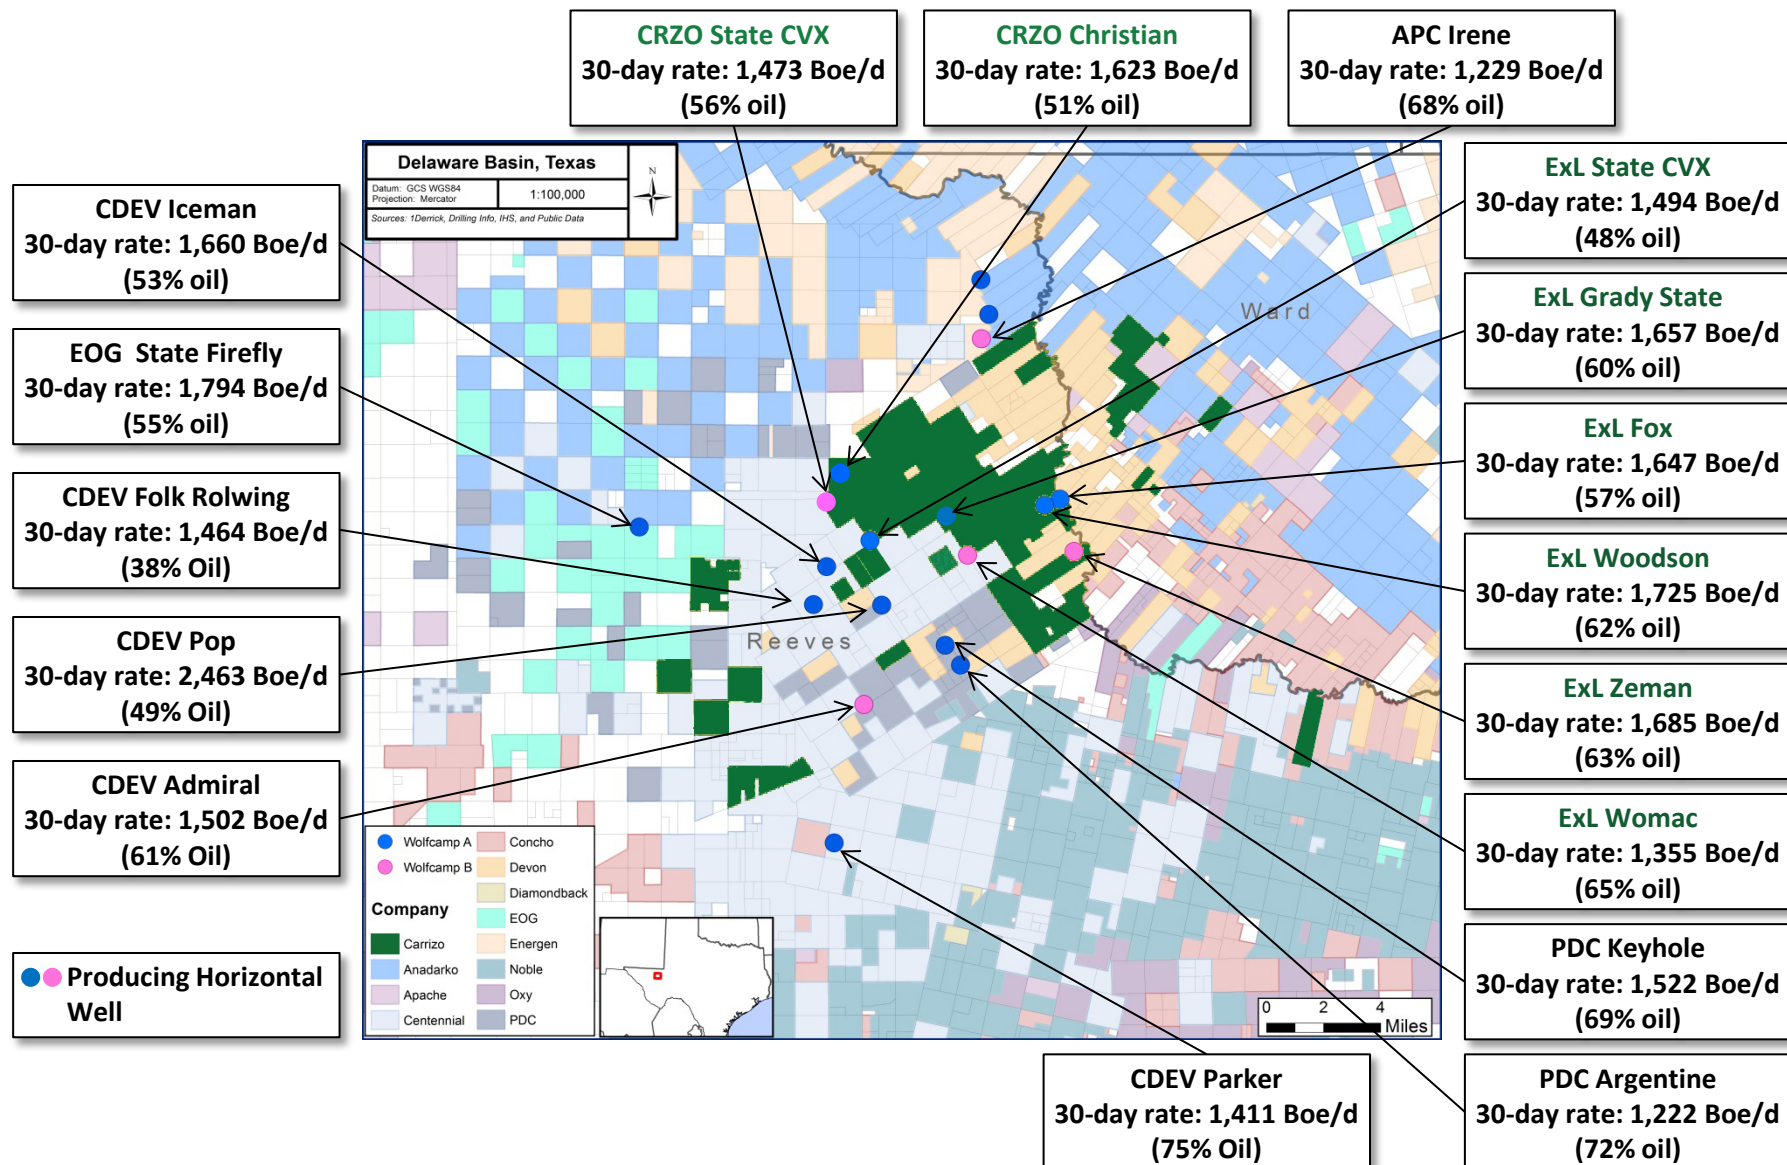 CRZO State CVX
30-day rate: 1,473 Boe/d
(56% oil)
CRZO Christian
30-day rate: 1,623 Boe/d
(51% oil)
APC Irene
30-day rate: 1,229 Boe/d
(68% oil)
Delaware Basin, Texas
Datum: GCS WGS84
Projection: Mercator
1:100,000
Sources: 1Derrick, Drilling Info, IHS, and Public Data
N
CDEV Iceman
30-day rate: 1,660 Boe/d
(53% oil)
EOG State Firefly
30-day rate: 1,794 Boe/d
(55% oil)
CDEV Folk Rolwing
30-day rate: 1,464 Boe/d
(38% Oil)
CDEV Pop
30-day rate: 2,463 Boe/d
(49% Oil)
CDEV Admiral
30-day rate: 1,502 Boe/d
(61% Oil)
Producing Horizontal
Well
Ward
Reeves
Wolfcamp A
Wolfcamp B
Company
Carrizo
Anadarko
Apache
Centennial
Concho
Devon
Diamondback
EOG
Energen
Noble
Oxy
PDC
0 2 4
Miles
ExL State CVX
30-day rate: 1,494 Boe/d
(48% oil)
ExL Grady State
30-day rate: 1,657 Boe/d
(60% oil)
ExL Fox
30-day rate: 1,647 Boe/d
(57% oil)
ExL Woodson
30-day rate: 1,725 Boe/d
(62% oil)
ExL Zeman
30-day rate: 1,685 Boe/d
(63% oil)
ExL Womac
30-day rate: 1,355 Boe/d
(65% oil)
PDC Keyhole
30-day rate: 1,522 Boe/d
(69% oil)
PDC Argentine
30-day rate: 1,222 Boe/d
(72% oil)
CDEV Parker
30-day rate: 1,411 Boe/d
(75% Oil)